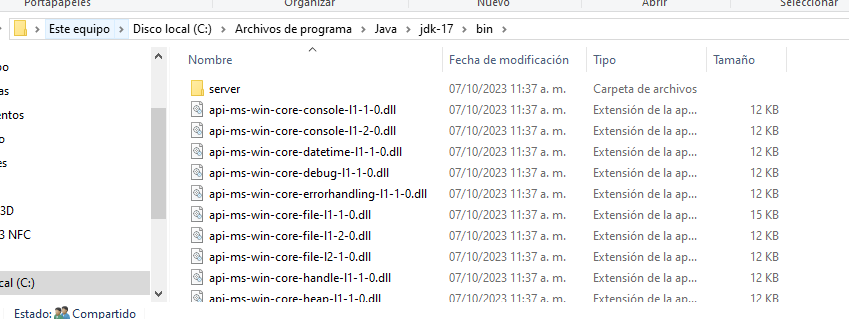 Portapapeles Organizar Nuevo Abrir Seleccionar
Este equipo > Disco local (C:) > Archivos de programa > Java > jdk-17 > bin >
Nombre Fecha de modificación Tipo Tamaño
server 07/10/2023 11:37 a. m. Carpeta de archivos
api-ms-win-core-console-l1-1-0.dll 07/10/2023 11:37 a. m. Extensión de la ap... 12 KB
api-ms-win-core-console-l1-2-0.dll 07/10/2023 11:37 a. m. Extensión de la ap... 12 KB
api-ms-win-core-datetime-l1-1-0.dll 07/10/2023 11:37 a. m. Extensión de la ap... 12 KB
api-ms-win-core-debug-l1-1-0.dll 07/10/2023 11:37 a. m. Extensión de la ap... 12 KB
api-ms-win-core-errorhandling-l1-1-0.dll 07/10/2023 11:37 a. m. Extensión de la ap... 12 KB
api-ms-win-core-file-l1-1-0.dll 07/10/2023 11:37 a. m. Extensión de la ap... 15 KB
api-ms-win-core-file-l1-2-0.dll 07/10/2023 11:37 a. m. Extensión de la ap... 12 KB
api-ms-win-core-file-l2-1-0.dll 07/10/2023 11:37 a. m. Extensión de la ap... 12 KB
api-ms-win-core-handle-l1-1-0.dll 07/10/2023 11:37 a. m. Extensión de la ap... 12 KB
api-ms-win-core-heap-l1-1-0.dll 07/10/2023 11:37 a. m. Extensión de la ap... 12 KB
po
as
entos
o
es
3D
3 NFC
cal (C:)
Estado: Compartido